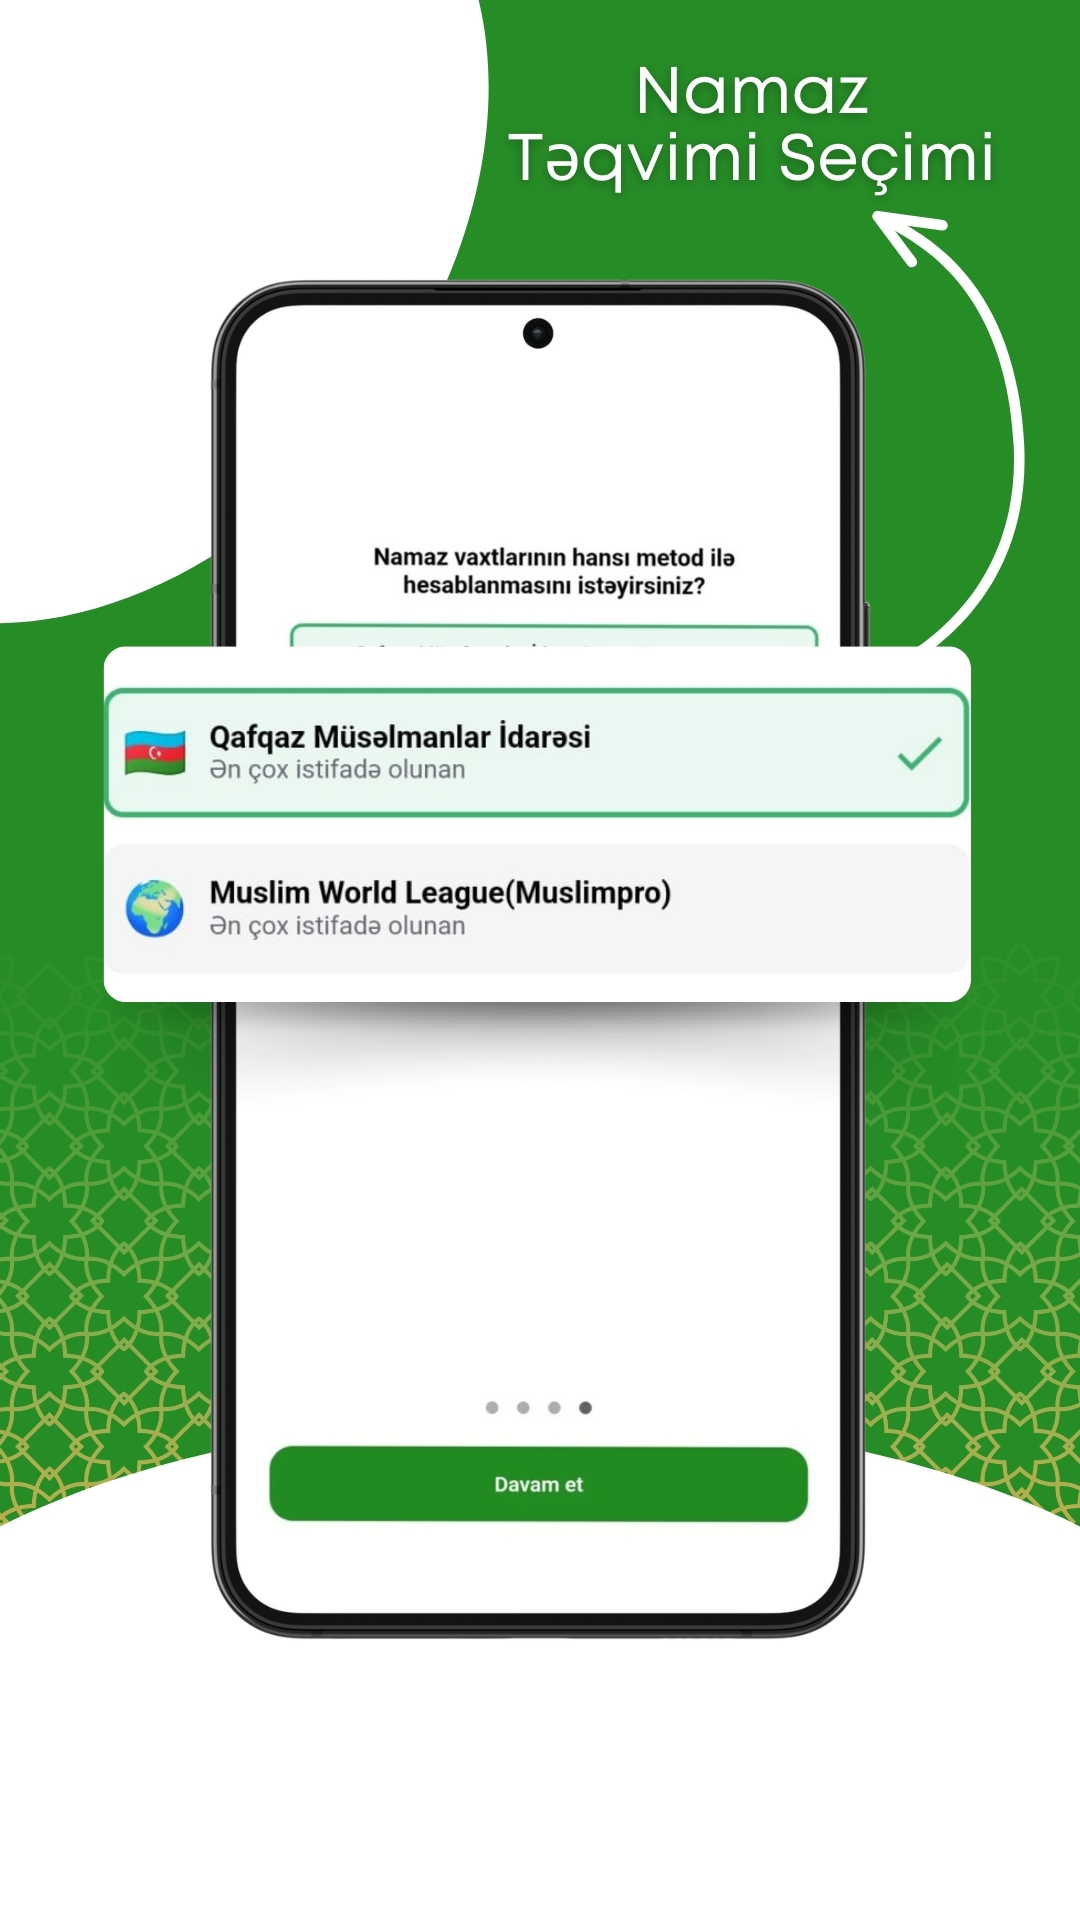 Namaz
Təqvimi Seçimi
Namaz vaxtlarının hansı metod ilə
hesablanmasını istəyirsiniz?
Qafqaz Müsəlmanlar İdarəsi
Ən çox istifadə olunan
Muslim World League(Muslimpro)
Ən çox istifadə olunan
Davam et